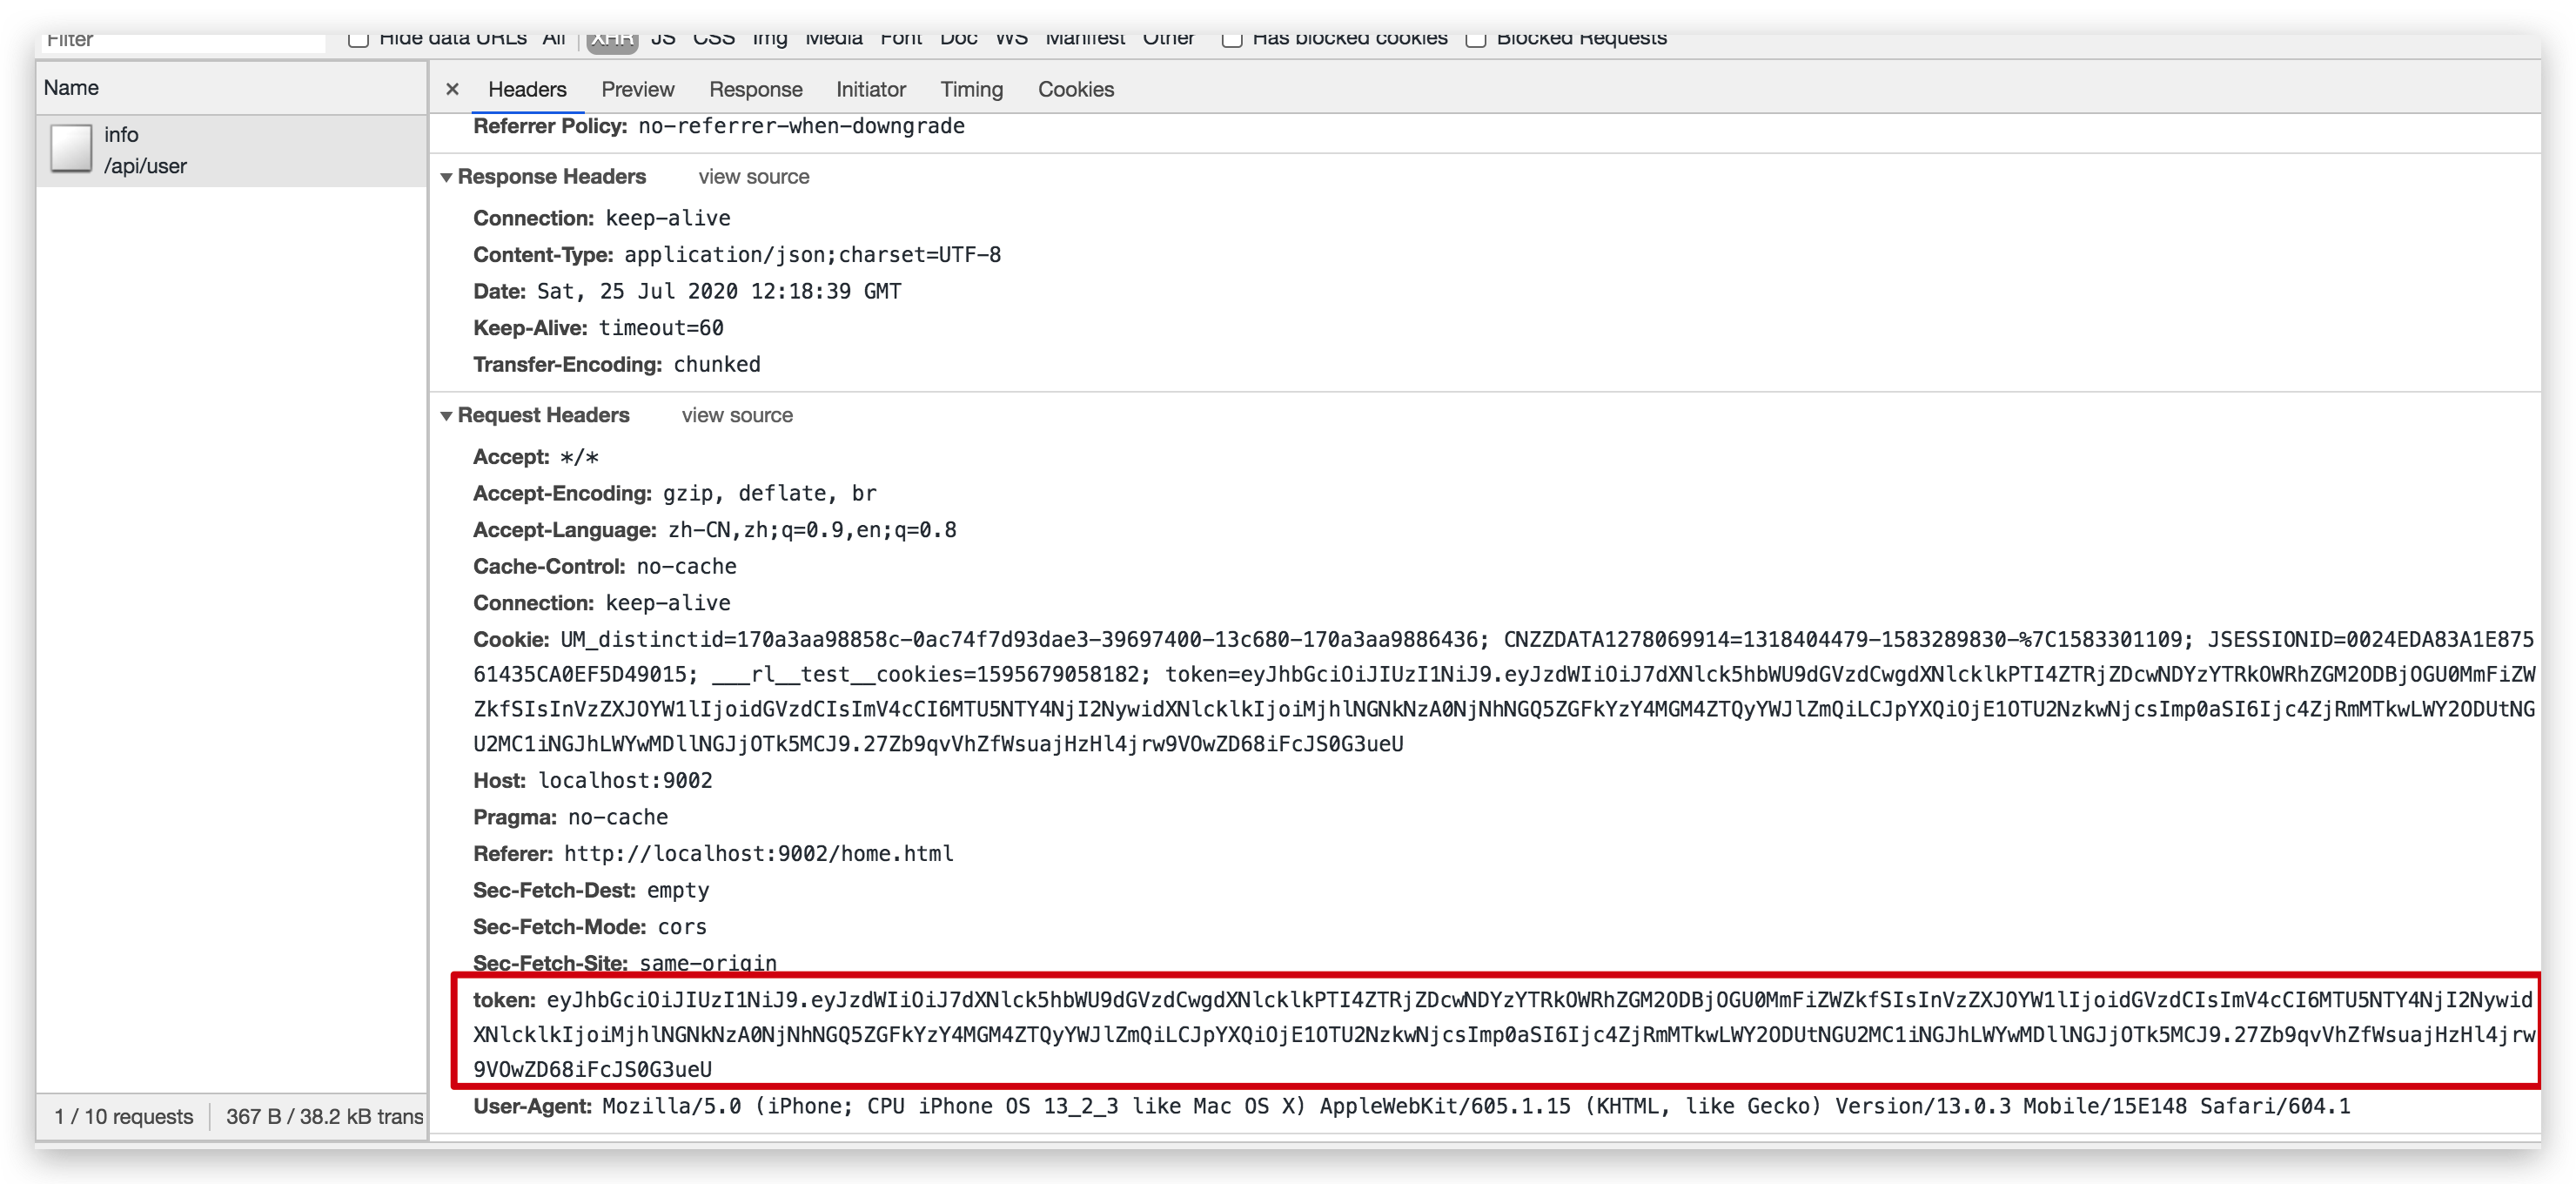 Filter Hide data URLs All XHR JS CSS Img Media Font Doc WS Manifest Other Has blocked cookies Blocked Requests
Name
× Headers Preview Response Initiator Timing Cookies
info
/api/user
Referrer Policy: no-referrer-when-downgrade
Response Headers view source
Connection: keep-alive
Content-Type: application/json;charset=UTF-8
Date: Sat, 25 Jul 2020 12:18:39 GMT
Keep-Alive: timeout=60
Transfer-Encoding: chunked
Request Headers view source
Accept: */*
Accept-Encoding: gzip, deflate, br
Accept-Language: zh-CN,zh;q=0.9,en;q=0.8
Cache-Control: no-cache
Connection: keep-alive
Cookie: UM_distinctid=170a3aa98858c-0ac74f7d93dae3-39697400-13c680-170a3aa9886436; CNZZDATA1278069914=1318404479-1583289830-%7C1583301109; JSESSIONID=0024EDA83A1E875
61435CA0EF5D49015; ___rl__test__cookies=1595679058182; token=eyJhbGciOiJIUzI1NiJ9.eyJzdWIiOiJ7dXNlck5hbWU9dGVzdCwgdXNlcklkPTI4ZTRjZDcwNDYzYTRkOWRhZGM2ODBjOGU0MmFiZW
ZkfSIsInVzZXJOYW1lIjoidGVzdCIsImV4cCI6MTU5NTY4NjI2NywidXNlcklkIjoiMjhlNGNkNzA0NjNhNGQ5ZGFkYzY4MGM4ZTQyYWJlZmQiLCJpYXQiOjE1OTU2NzkwNjcsImp0aSI6Ijc4ZjRmMTkwLWY2ODUtNG
U2MC1iNGJhLWYwMDllNGJjOTk5MCJ9.27Zb9qvVhZfWsuajHzHl4jrw9VOwZD68iFcJS0G3ueU
Host: localhost:9002
Pragma: no-cache
Referer: http://localhost:9002/home.html
Sec-Fetch-Dest: empty
Sec-Fetch-Mode: cors
Sec-Fetch-Site: same-origin
token: eyJhbGciOiJIUzI1NiJ9.eyJzdWIiOiJ7dXNlck5hbWU9dGVzdCwgdXNlcklkPTI4ZTRjZDcwNDYzYTRkOWRhZGM2ODBjOGU0MmFiZWZkfSIsInVzZXJOYW1lIjoidGVzdCIsImV4cCI6MTU5NTY4NjI2Nywid
XNlcklkIjoiMjhlNGNkNzA0NjNhNGQ5ZGFkYzY4MGM4ZTQyYWJlZmQiLCJpYXQiOjE1OTU2NzkwNjcsImp0aSI6Ijc4ZjRmMTkwLWY2ODUtNGU2MC1iNGJhLWYwMDllNGJjOTk5MCJ9.27Zb9qvVhZfWsuajHzHl4jrw
9VOwZD68iFcJS0G3ueU
User-Agent: Mozilla/5.0 (iPhone; CPU iPhone OS 13_2_3 like Mac OS X) AppleWebKit/605.1.15 (KHTML, like Gecko) Version/13.0.3 Mobile/15E148 Safari/604.1
1 / 10 requests 367 B / 38.2 kB trans